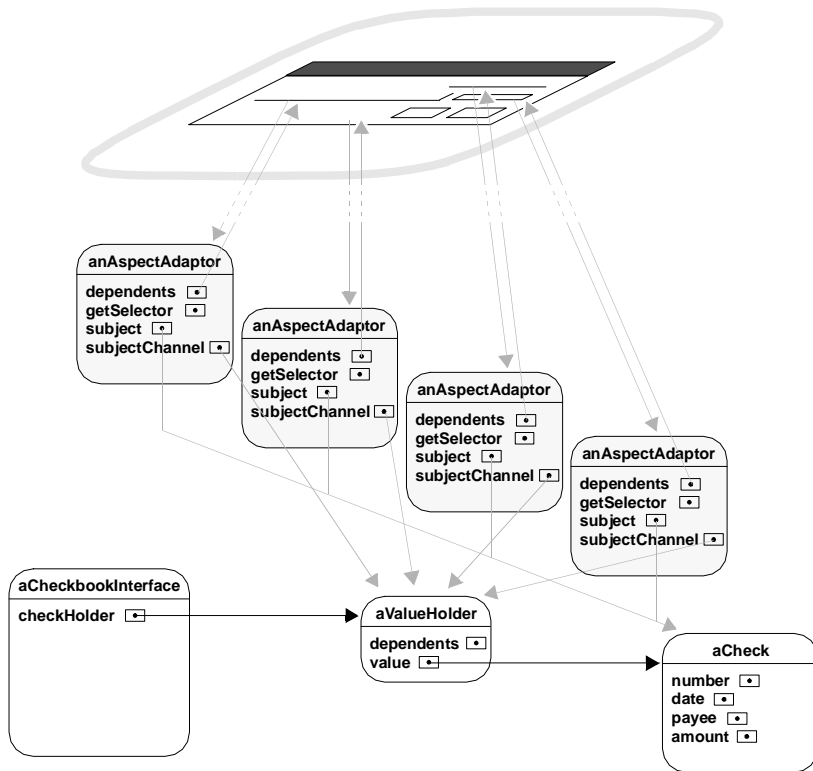 anAspectAdaptor
dependents
getSelector
subject
subjectChannel
anAspectAdaptor
dependents
getSelector
subject
subjectChannel
anAspectAdaptor
dependents
getSelector
subject
subjectChannel
anAspectAdaptor
dependents
getSelector
subject
subjectChannel
aCheckbookInterface
checkHolder
aValueHolder
dependents
value
aCheck
number
date
payee
amount